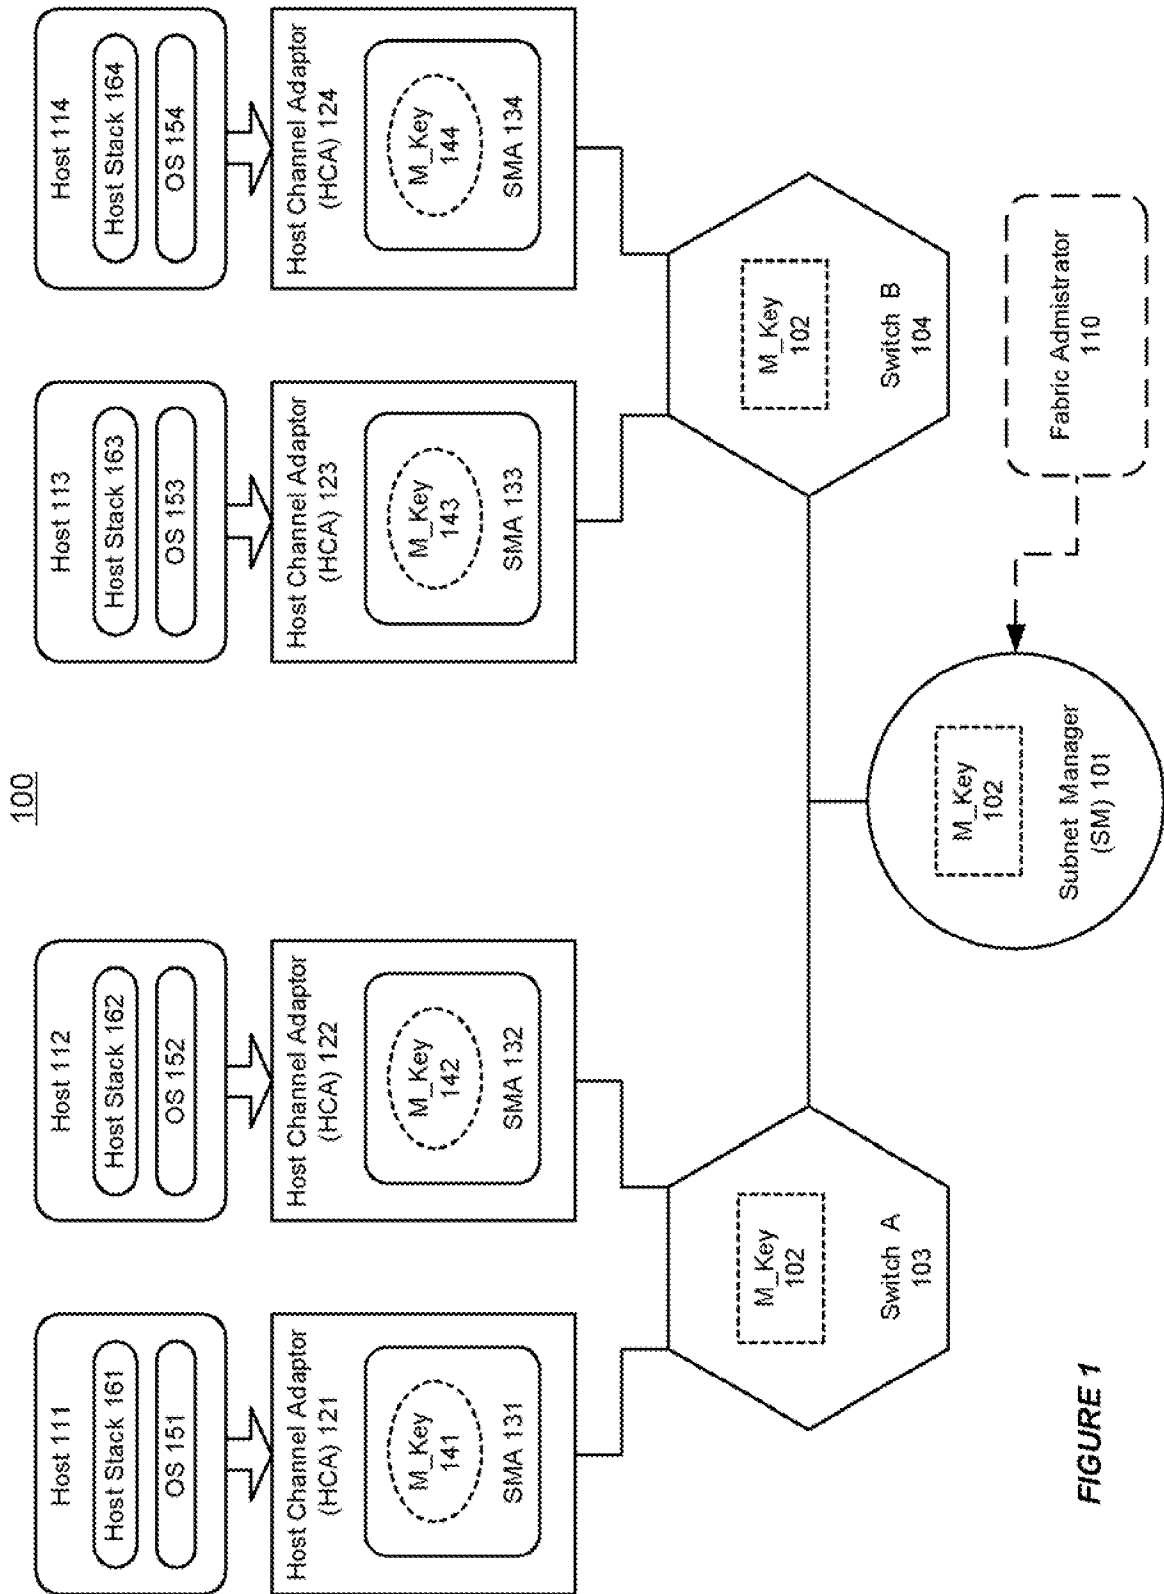 100
Host 111
Host Stack 161
OS 151
Host 112
Host Stack 162
OS 152
Host 113
Host Stack 163
OS 153
Host 114
Host Stack 164
OS 154
Host Channel Adaptor
(HCA) 121
M_Key
141
SMA 131
Host Channel Adaptor
(HCA) 122
M_Key
142
SMA 132
Host Channel Adaptor
(HCA) 123
M_Key
143
SMA 133
Host Channel Adaptor
(HCA) 124
M_Key
144
SMA 134
M_Key
102
Switch A
103
M_Key
102
Switch B
104
M_Key
102
Subnet Manager
(SM) 101
Fabric Admistrator
110
FIGURE 1